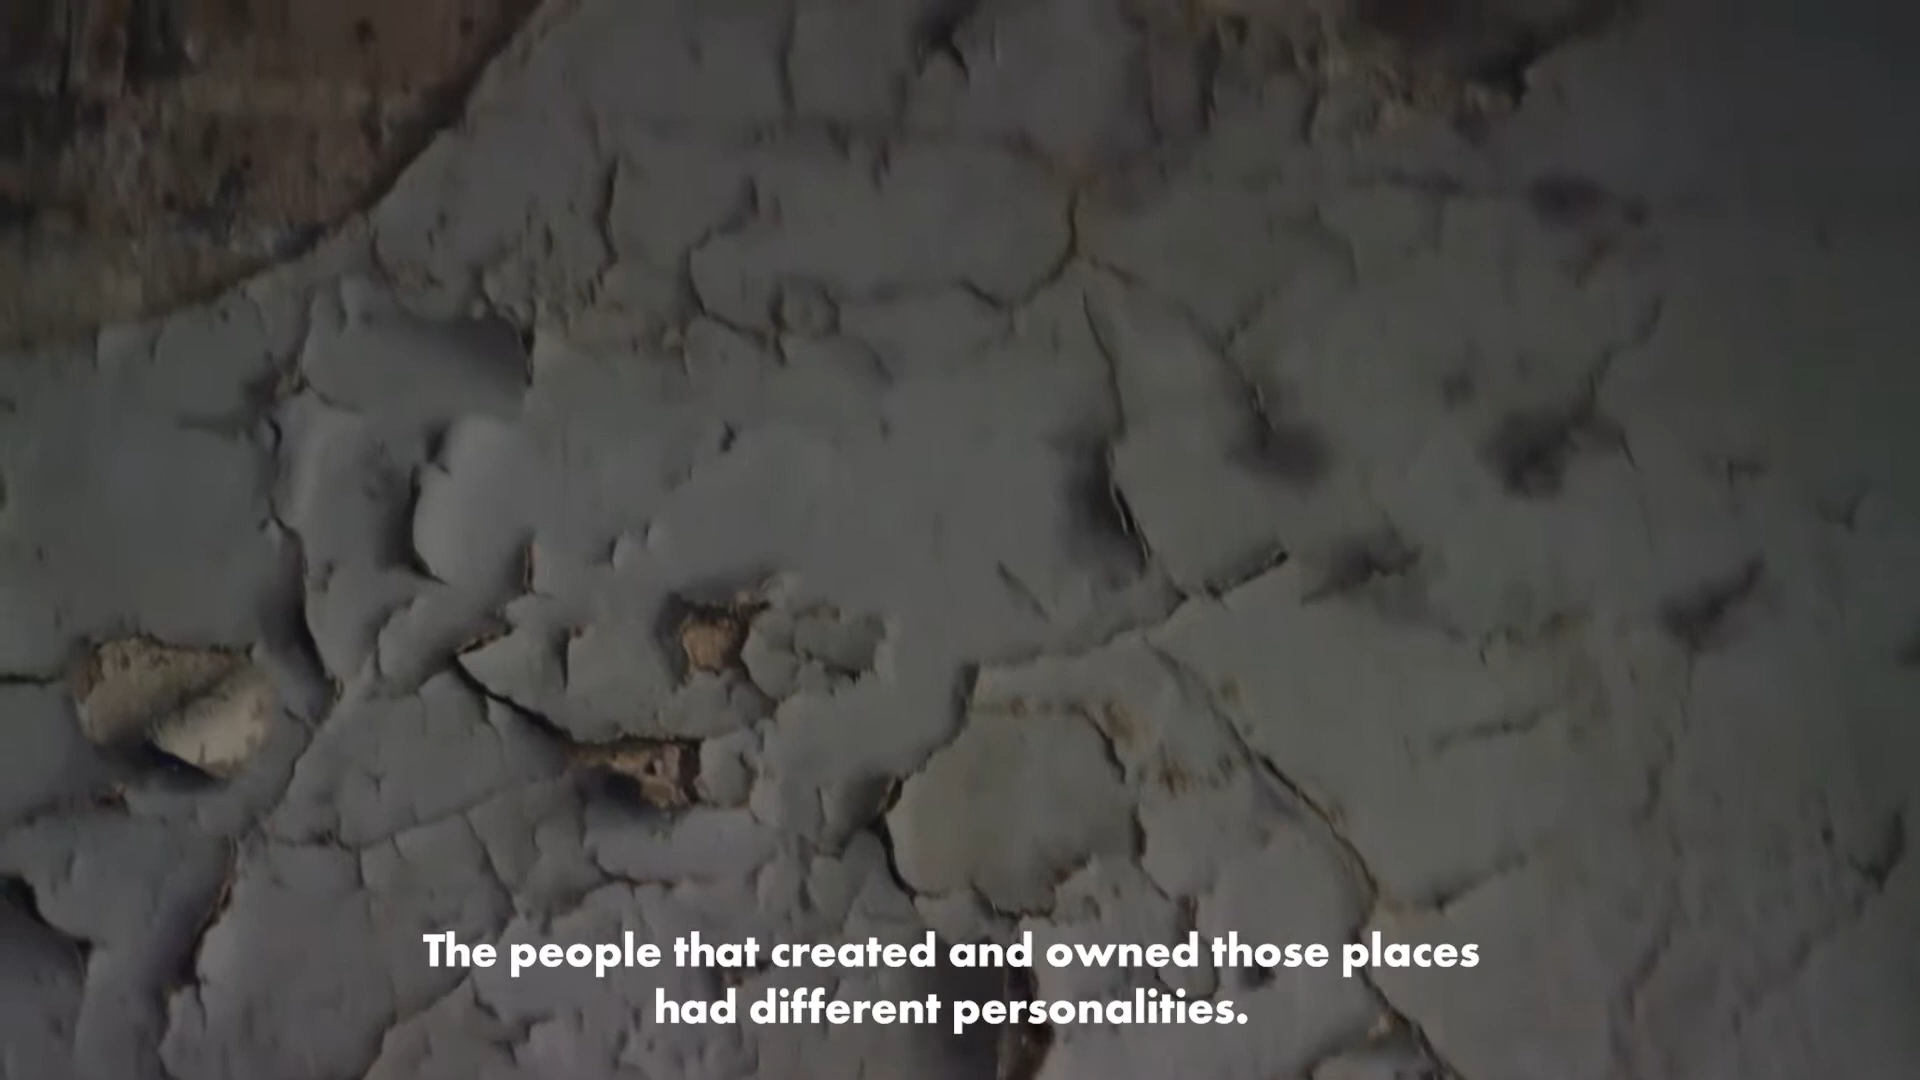 The people that created and owned those places
had different personalities.